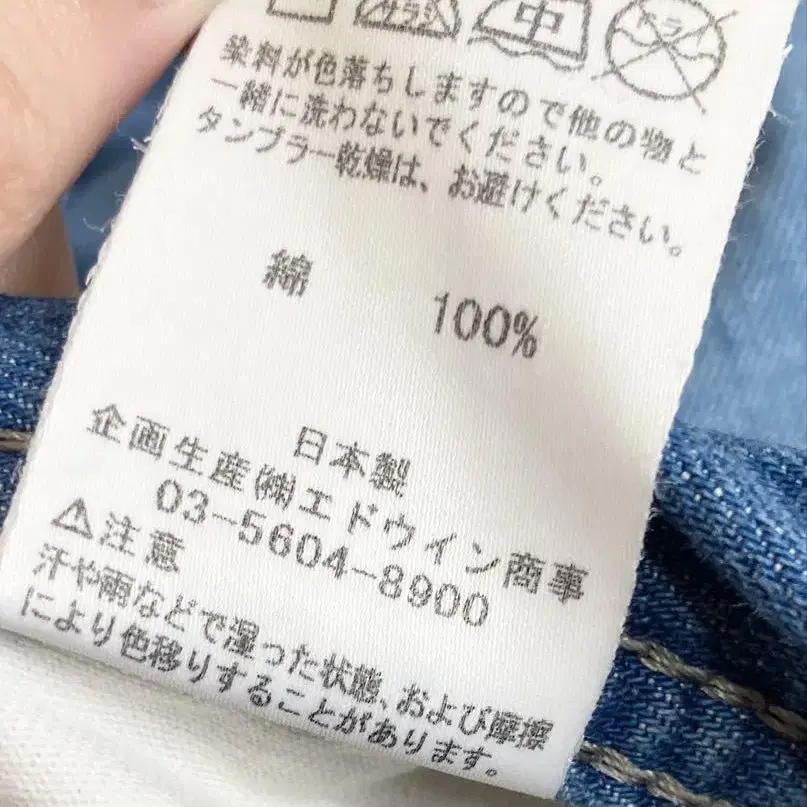 サラシ 中 ドライ
染料が色落ちしますので他の物と
一緒に洗わないでください。
タンブラー乾燥は、お避けください。
綿 100%
日本製
企画生産㈱エドウイン商事
03-5604-8900
⚠注意
汗や雨などで湿った状態、および摩擦
により色移りすることがあります。